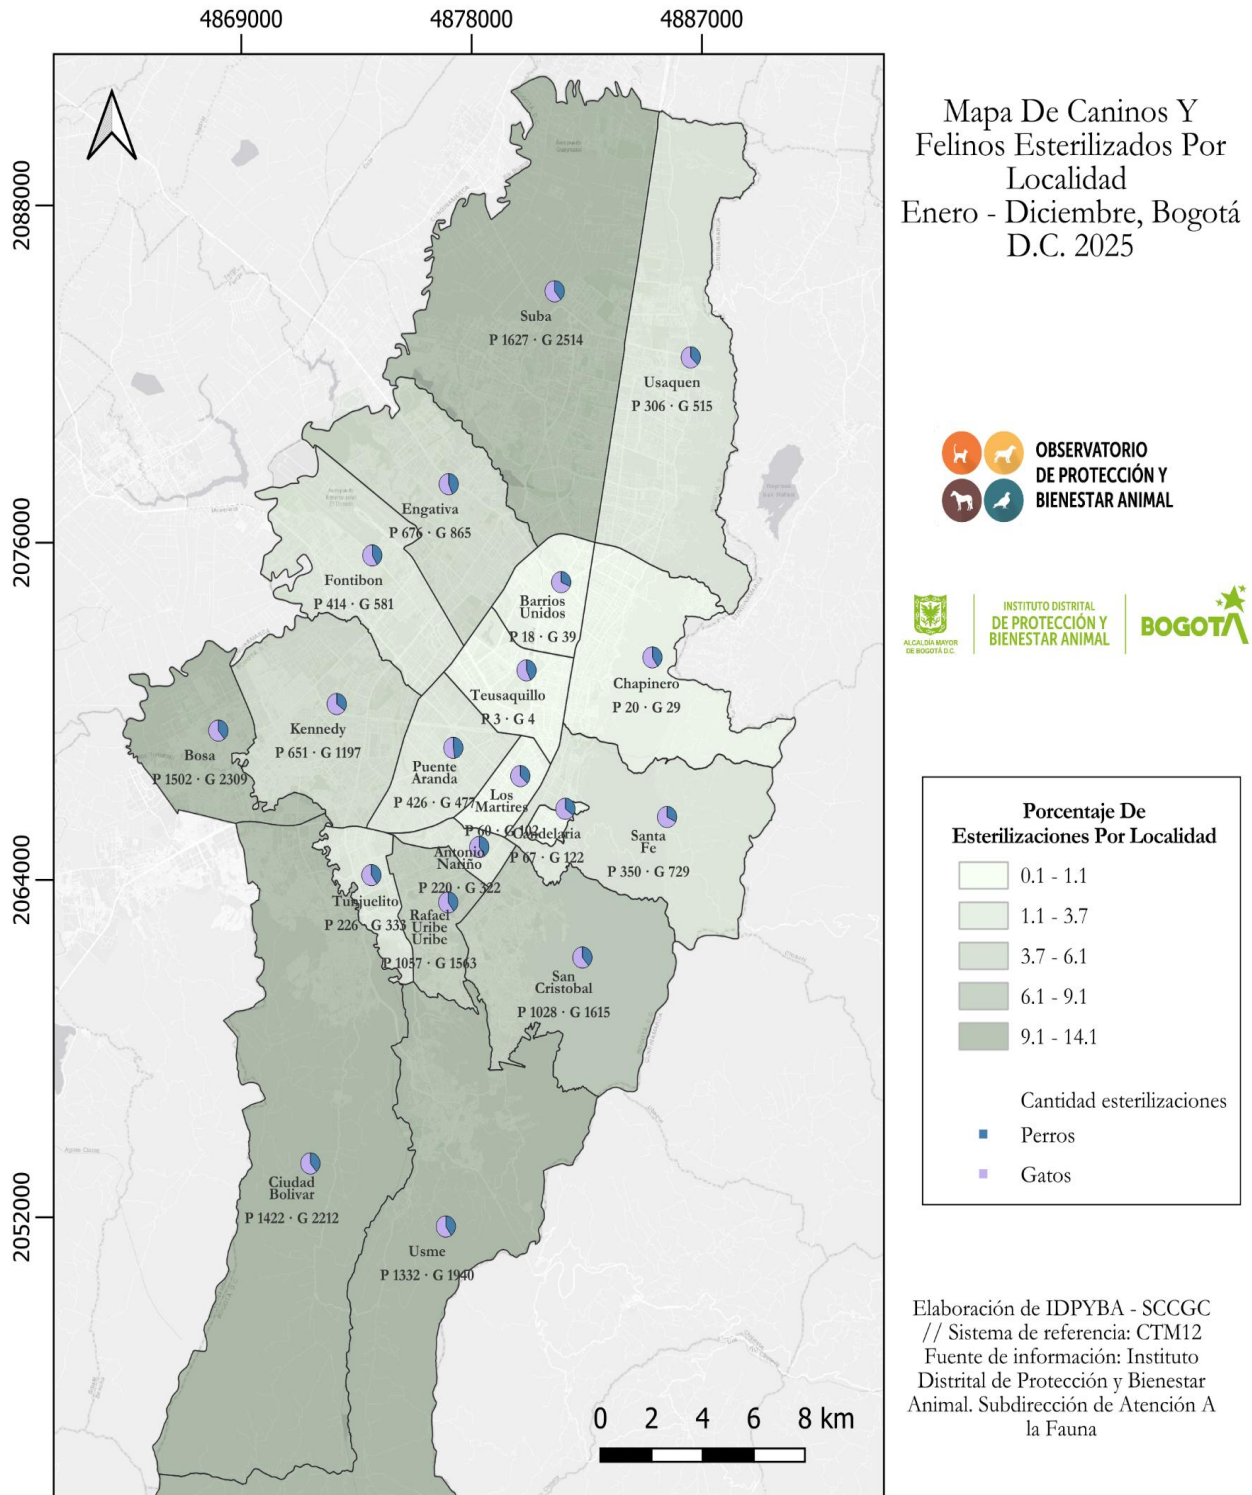 4869000
4878000
4887000
2088000
2076000
2064000
2052000
Mapa De Caninos Y
Felinos Esterilizados Por
Localidad
Enero - Diciembre, Bogotá
D.C. 2025
Suba
P 1627 · G 2514
Usaquen
P 306 · G 515
Engativa
P 676 · G 865
Fontibon
P 414 · G 581
Barrios
Unidos
P 18 · G 39
Teusaquillo
P 3 · G 4
Chapinero
P 20 · G 29
Kennedy
P 651 · G 1197
Bosa
P 1502 · G 2309
Puente
Aranda
P 426 · G 477
Los
Martires
P 60 · G 102
Candelaria
P 67 · G 122
Santa
Fe
P 350 · G 729
Antonio
Nariño
P 220 · G 322
Tunjuelito
P 226 · G 333
Rafael
Uribe
Uribe
P 1057 · G 1563
San
Cristobal
P 1028 · G 1615
Ciudad
Bolivar
P 1422 · G 2212
Usme
P 1332 · G 1940
0 2 4 6 8 km
OBSERVATORIO
DE PROTECCIÓN Y
BIENESTAR ANIMAL
ALCALDÍA MAYOR
DE BOGOTÁ D.C.
INSTITUTO DISTRITAL
DE PROTECCIÓN Y
BIENESTAR ANIMAL
BOGOTÁ
Porcentaje De
Esterilizaciones Por Localidad
0.1 - 1.1
1.1 - 3.7
3.7 - 6.1
6.1 - 9.1
9.1 - 14.1
Cantidad esterilizaciones
Perros
Gatos
Elaboración de IDPYBA - SCCGC
// Sistema de referencia: CTM12
Fuente de información: Instituto
Distrital de Protección y Bienestar
Animal. Subdirección de Atención A
la Fauna